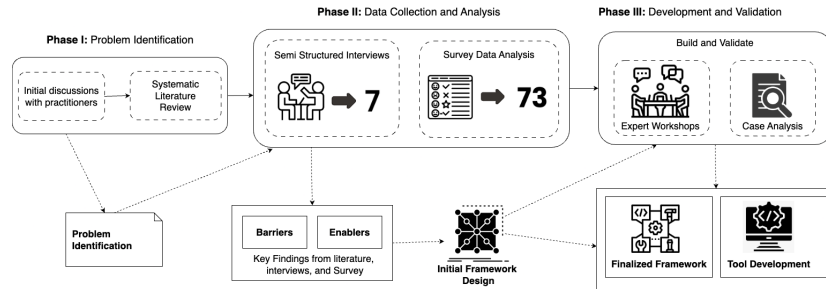 Phase I: Problem Identification
Phase II: Data Collection and Analysis
Phase III: Development and Validation
Initial discussions
with practitioners
Systematic
Literature
Review
Semi Structured Interviews
7
Survey Data Analysis
73
Build and Validate
Expert Workshops
Case Analysis
Problem
Identification
Barriers
Enablers
Key Findings from literature,
interviews, and Survey
Initial Framework
Design
Finalized Framework
Tool Development